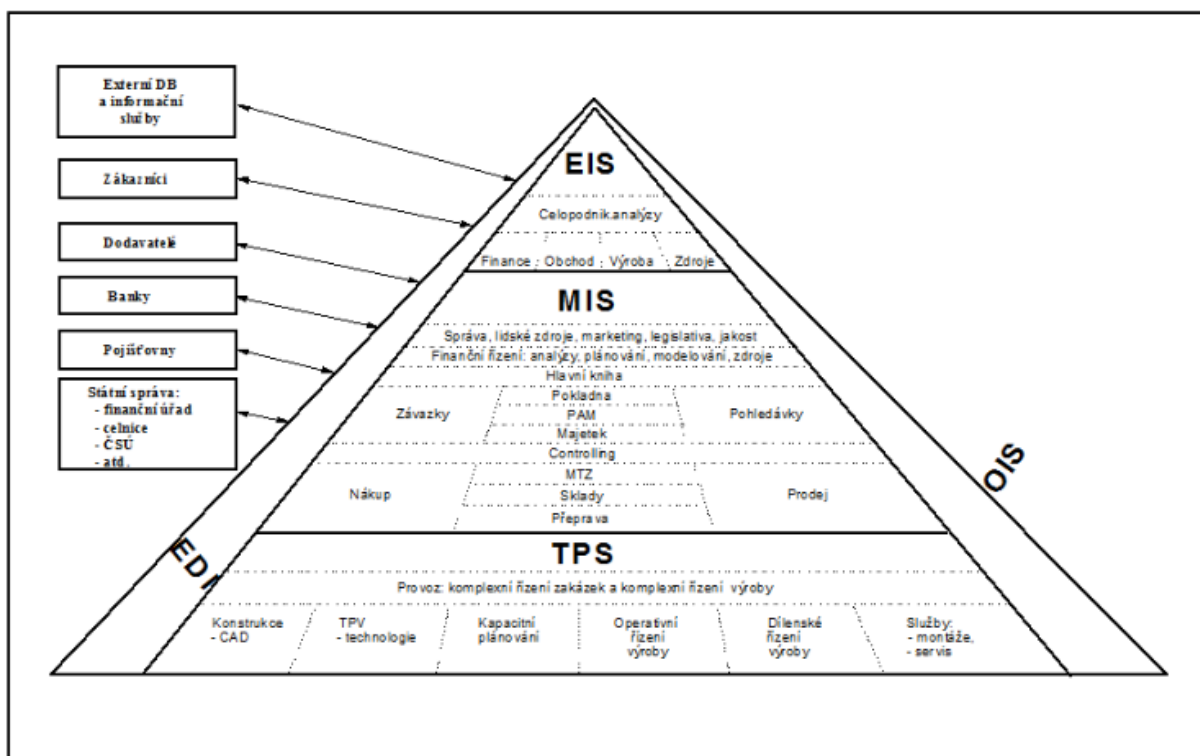 Externí DB
a informační
služby
Zákazníci
Dodavatelé
Banky
Pojišťovny
Státní správa:
- finanční úřad
- celnice
- ČSÚ
- atd.
EIS
Celopodnik.analýzy
Finance Obchod Výroba Zdroje
MIS
Správa, lidské zdroje, marketing, legislativa, jakost
Finanční řízení: analýzy, plánování, modelování, zdroje
Hlavní kniha
Závazky
Pokladna
PAM
Majetek
Pohledávky
Controlling
Nákup
MTZ
Sklady
Přeprava
Prodej
TPS
Provoz: komplexní řízení zakázek a komplexní řízení výroby
Konstrukce
- CAD
TPV
- technologie
Kapacitní
plánování
Operativní
řízení
výroby
Dílenské
řízení
výroby
Služby:
- montáže,
- servis
EDI
OIS